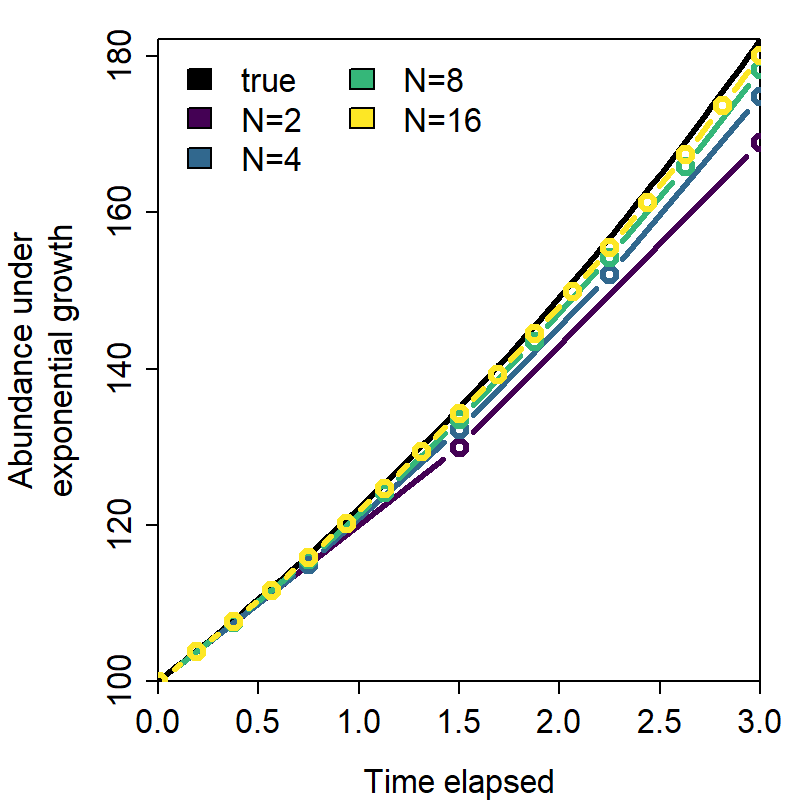 true
N=2
N=4
N=8
N=16
Abundance under
exponential growth
100
120
140
160
180
0.0 0.5 1.0 1.5 2.0 2.5 3.0
Time elapsed